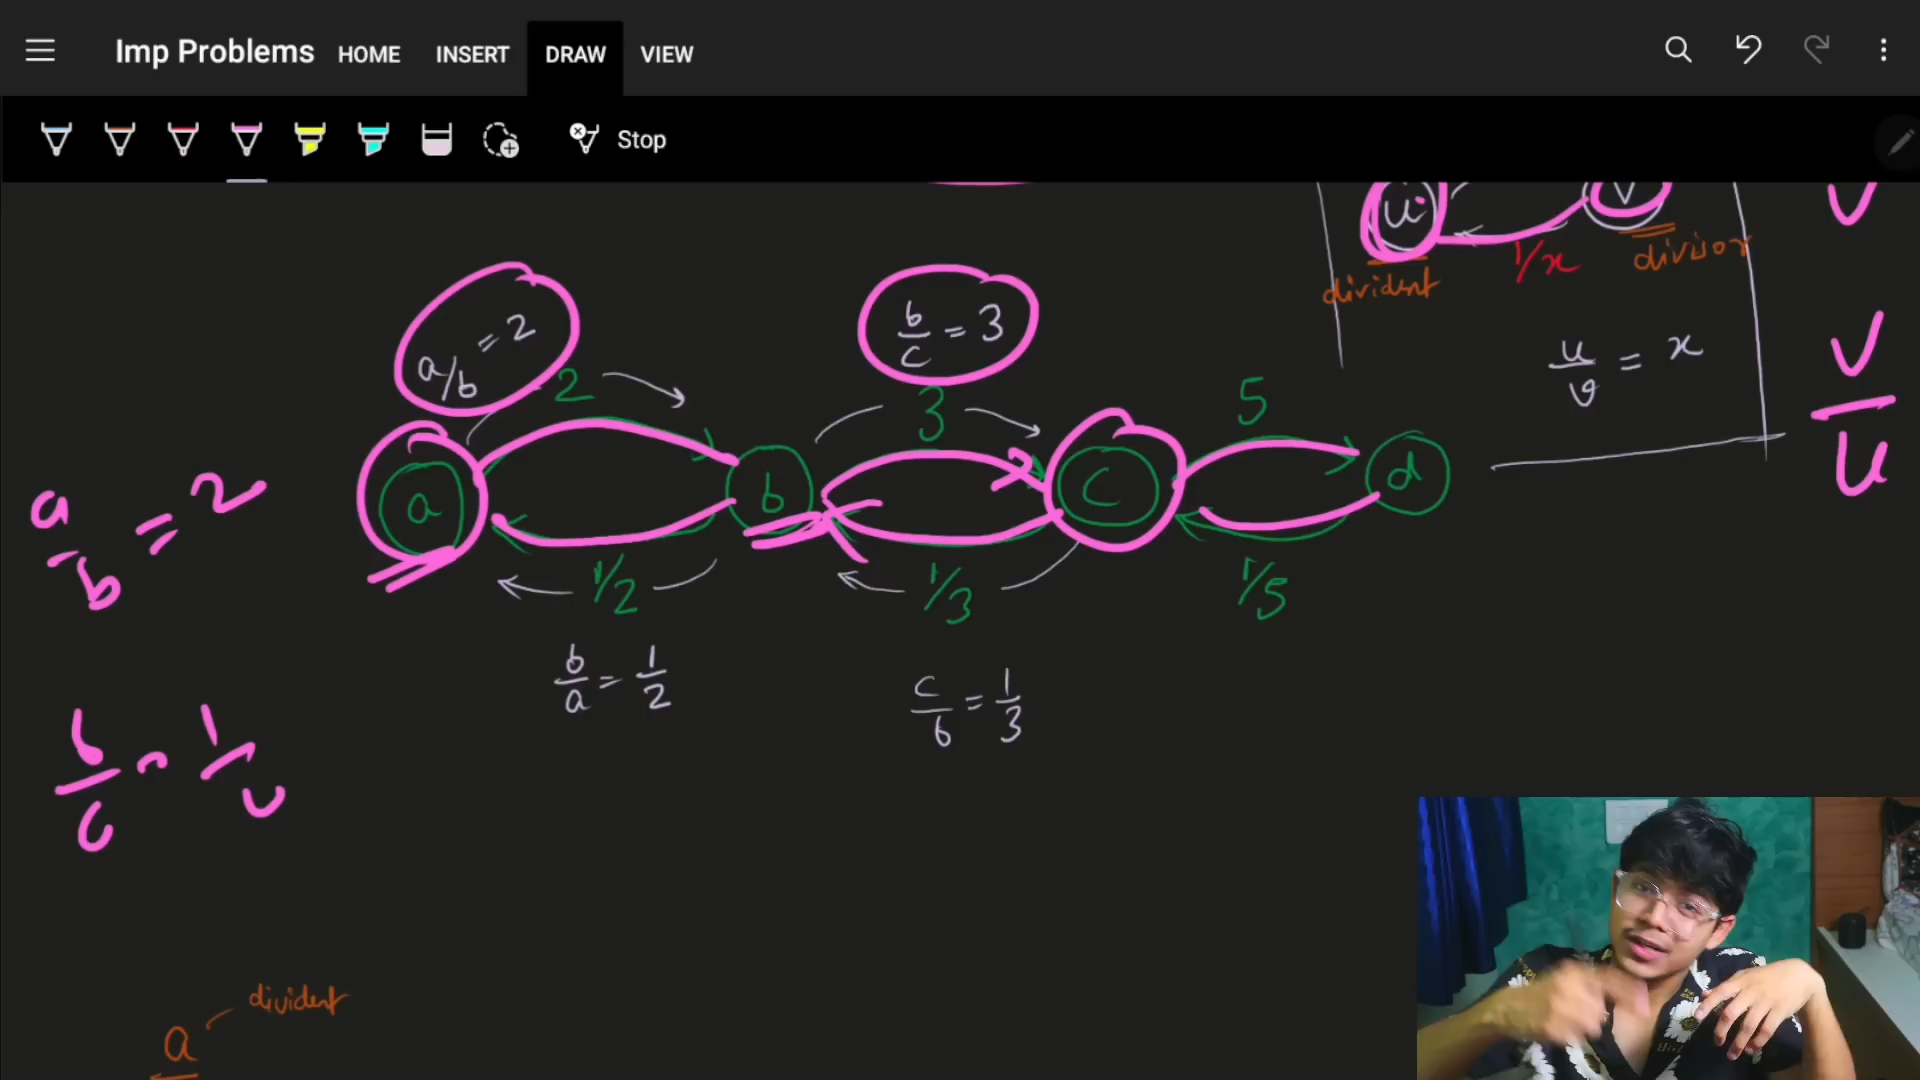 Imp Problems HOME INSERT DRAW VIEW
Stop
u v v
divident 1/x divisor
a/b = 2
b/c = 3
u/v = x
v/u
2 3 5
a b c d
a/b = 2
1/2 1/3 1/5
b/a = 1/2
c/b = 1/3
b/c = 1/
divident
a